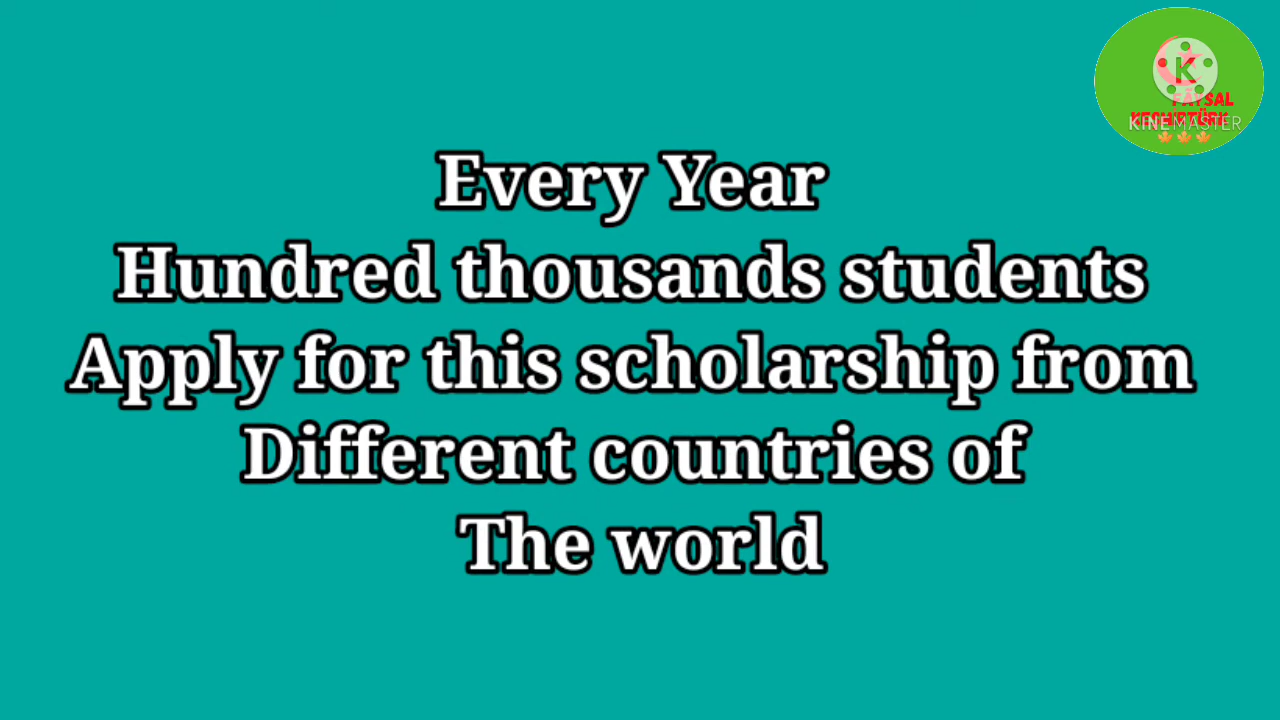 Every Year
Hundred thousands students
Apply for this scholarship from
Different countries of
The world
K
KINEMASTER